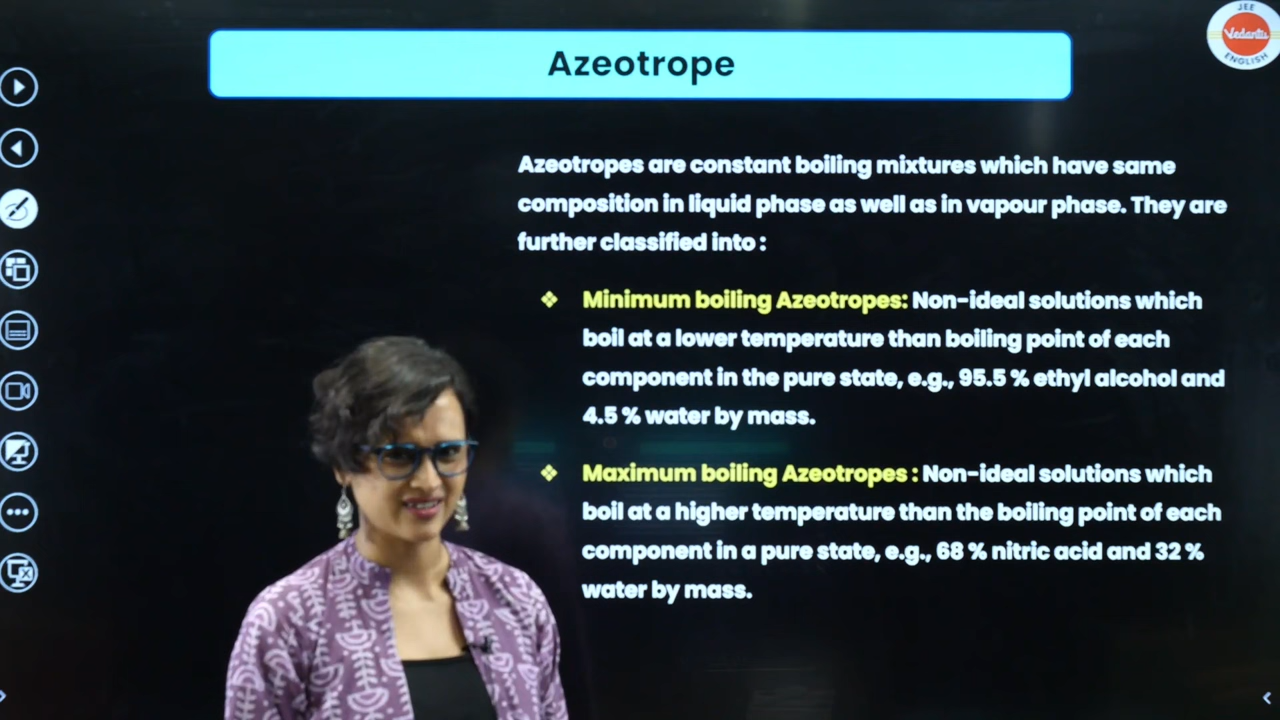 JEE
Vedantu
ENGLISH
Azeotrope
Azeotropes are constant boiling mixtures which have same
composition in liquid phase as well as in vapour phase. They are
further classified into :
❖ Minimum boiling Azeotropes: Non-ideal solutions which
boil at a lower temperature than boiling point of each
component in the pure state, e.g., 95.5 % ethyl alcohol and
4.5 % water by mass.
❖ Maximum boiling Azeotropes : Non-ideal solutions which
boil at a higher temperature than the boiling point of each
component in a pure state, e.g., 68 % nitric acid and 32 %
water by mass.